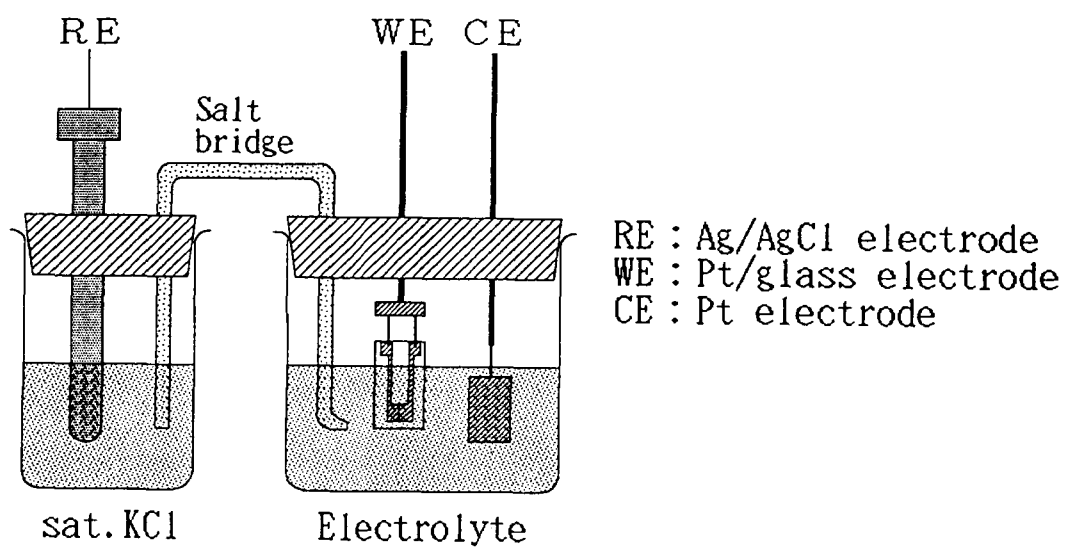 RE
WE CE
Salt
bridge
RE : Ag/AgCl electrode
WE : Pt/glass electrode
CE : Pt electrode
sat.KCl
Electrolyte